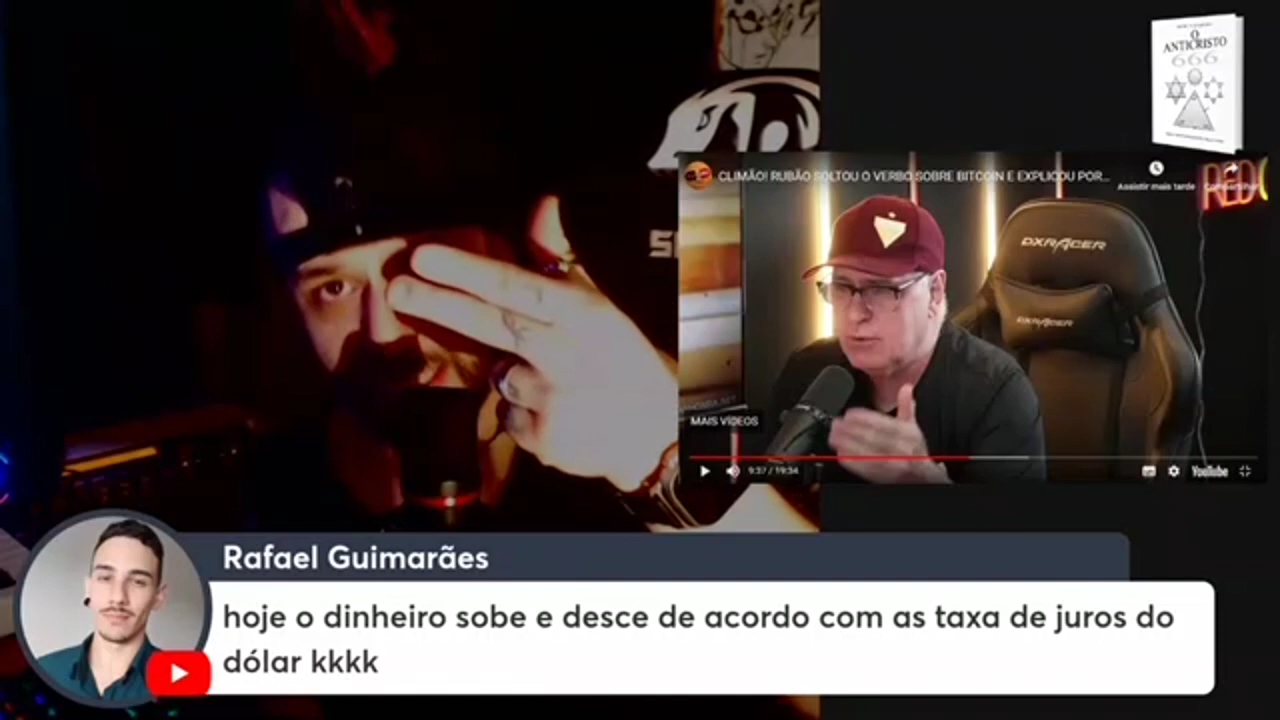 O
ANTICRISTO
666
CLIMÃO! RUBÃO SOLTOU O VERBO SOBRE BITCOIN E EXPLICOU POR...
Assistir mais tarde
Compartilhar
DXRACER
DXRACER
MAIS VÍDEOS
9:37 / 19:34
YouTube
Rafael Guimarães
hoje o dinheiro sobe e desce de acordo com as taxa de juros do
dólar kkkk